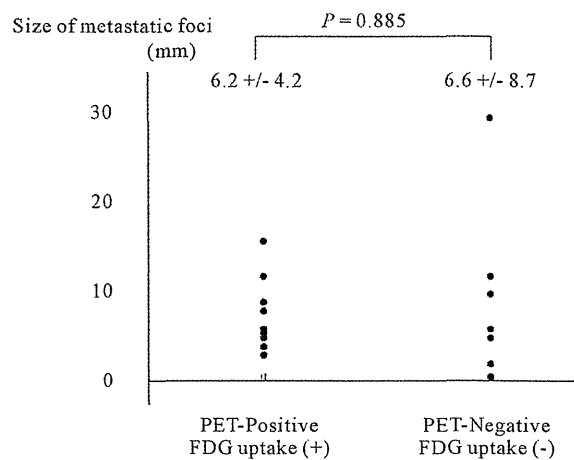 Size of metastatic foci
(mm)
P = 0.885
6.2 +/- 4.2
6.6 +/- 8.7
30
20
10
0
PET-Positive
FDG uptake (+)
PET-Negative
FDG uptake (-)